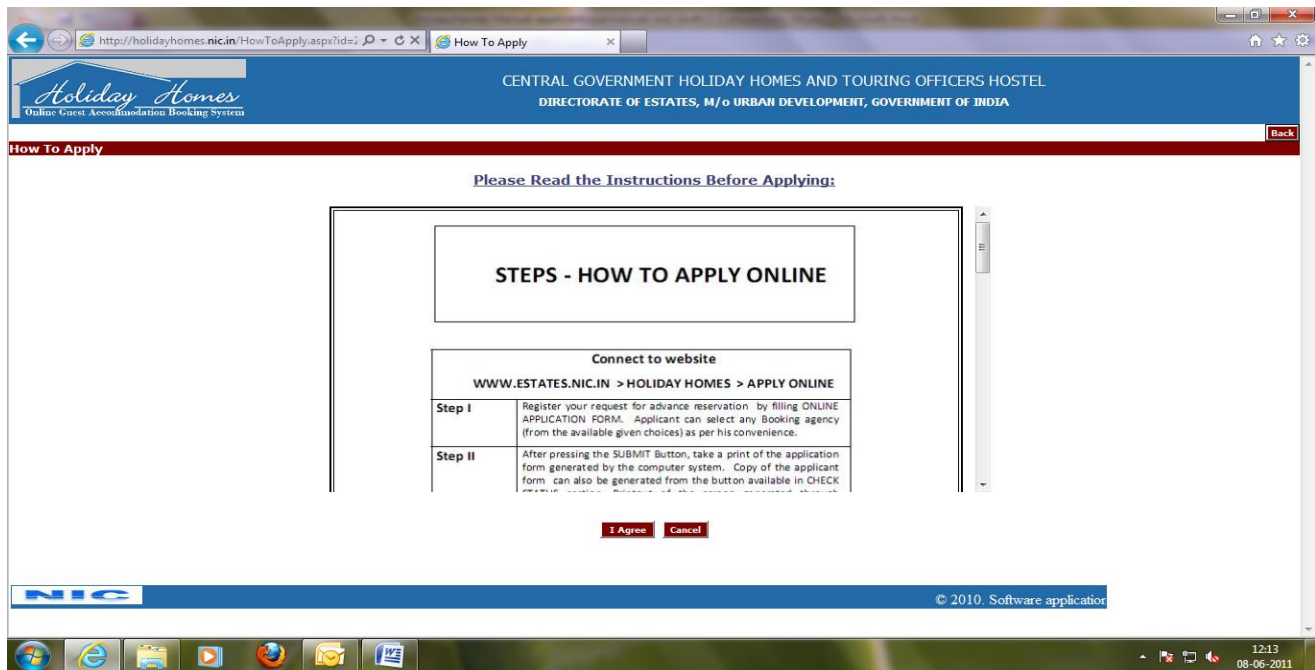 http://holidayhomes.nic.in/HowToApply.aspx?id=
How To Apply
Holiday Homes
Online Guest Accommodation Booking System
CENTRAL GOVERNMENT HOLIDAY HOMES AND TOURING OFFICERS HOSTEL
DIRECTORATE OF ESTATES, M/o URBAN DEVELOPMENT, GOVERNMENT OF INDIA
Back
How To Apply
Please Read the Instructions Before Applying:
STEPS - HOW TO APPLY ONLINE
Connect to website
WWW.ESTATES.NIC.IN >HOLIDAY HOMES > APPLY ONLINE
Step I
Register your request for advance reservation by filling ONLINE
APPLICATION FORM. Applicant can select any Booking agency
(from the available given choices) as per his convenience.
Step II
After pressing the SUBMIT Button, take a print of the application
form generated by the computer system. Copy of the applicant
form can also be generated from the button available in CHECK
I Agree
Cancel
NIC
© 2010. Software application
12:13
08-06-2011